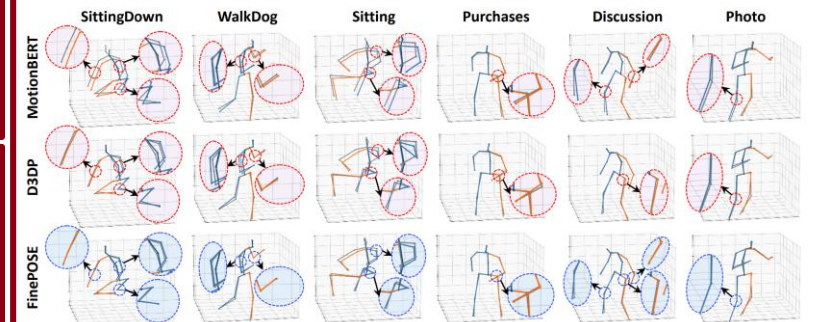 SittingDown WalkDog Sitting Purchases Discussion Photo
MotionBERT
D3DP
FinePOSE